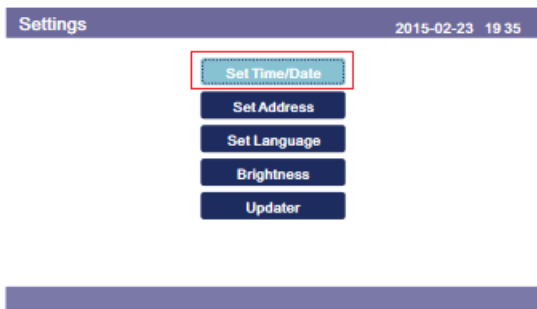 Settings
2015-02-23 19 35
Set Time/Date
Set Address
Set Language
Brightness
Updater